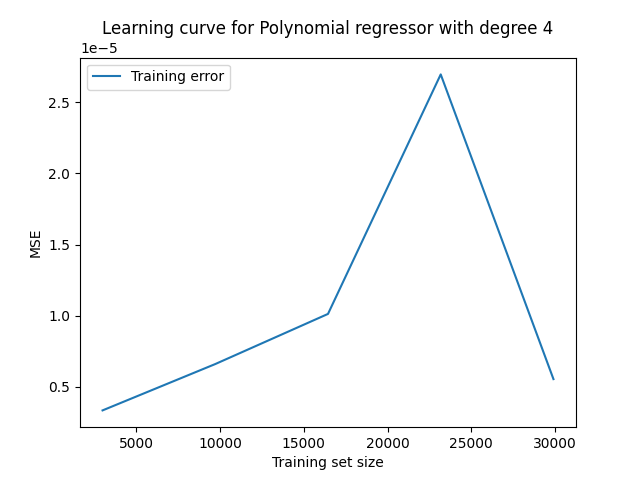 Learning curve for Polynomial regressor with degree 4
1e−5
Training error
2.5
2.0
1.5
1.0
0.5
MSE
5000 10000 15000 20000 25000 30000
Training set size